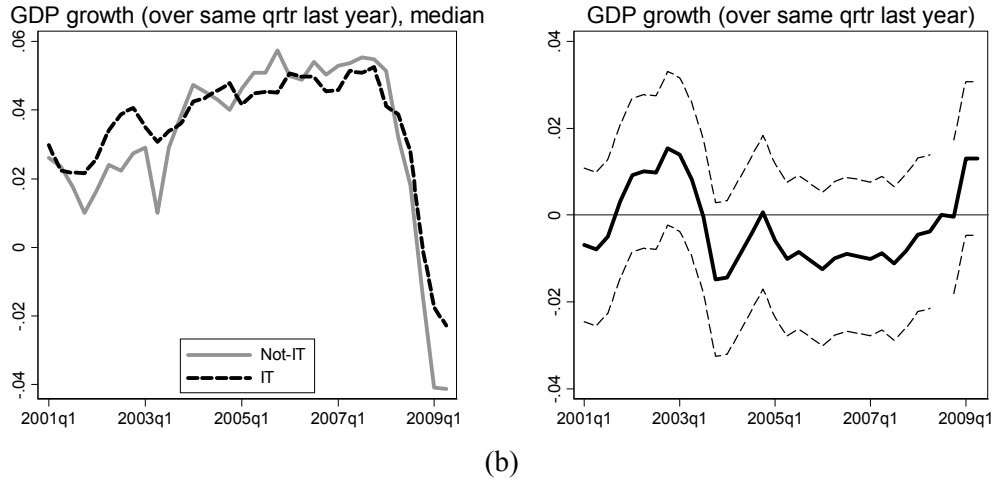 GDP growth (over same qrtr last year), median
.06
.04
.02
0
-.02
-.04
Not-IT
IT
2001q1 2003q1 2005q1 2007q1 2009q1
GDP growth (over same qrtr last year)
.04
.02
0
-.02
-.04
2001q1 2003q1 2005q1 2007q1 2009q1
(b)